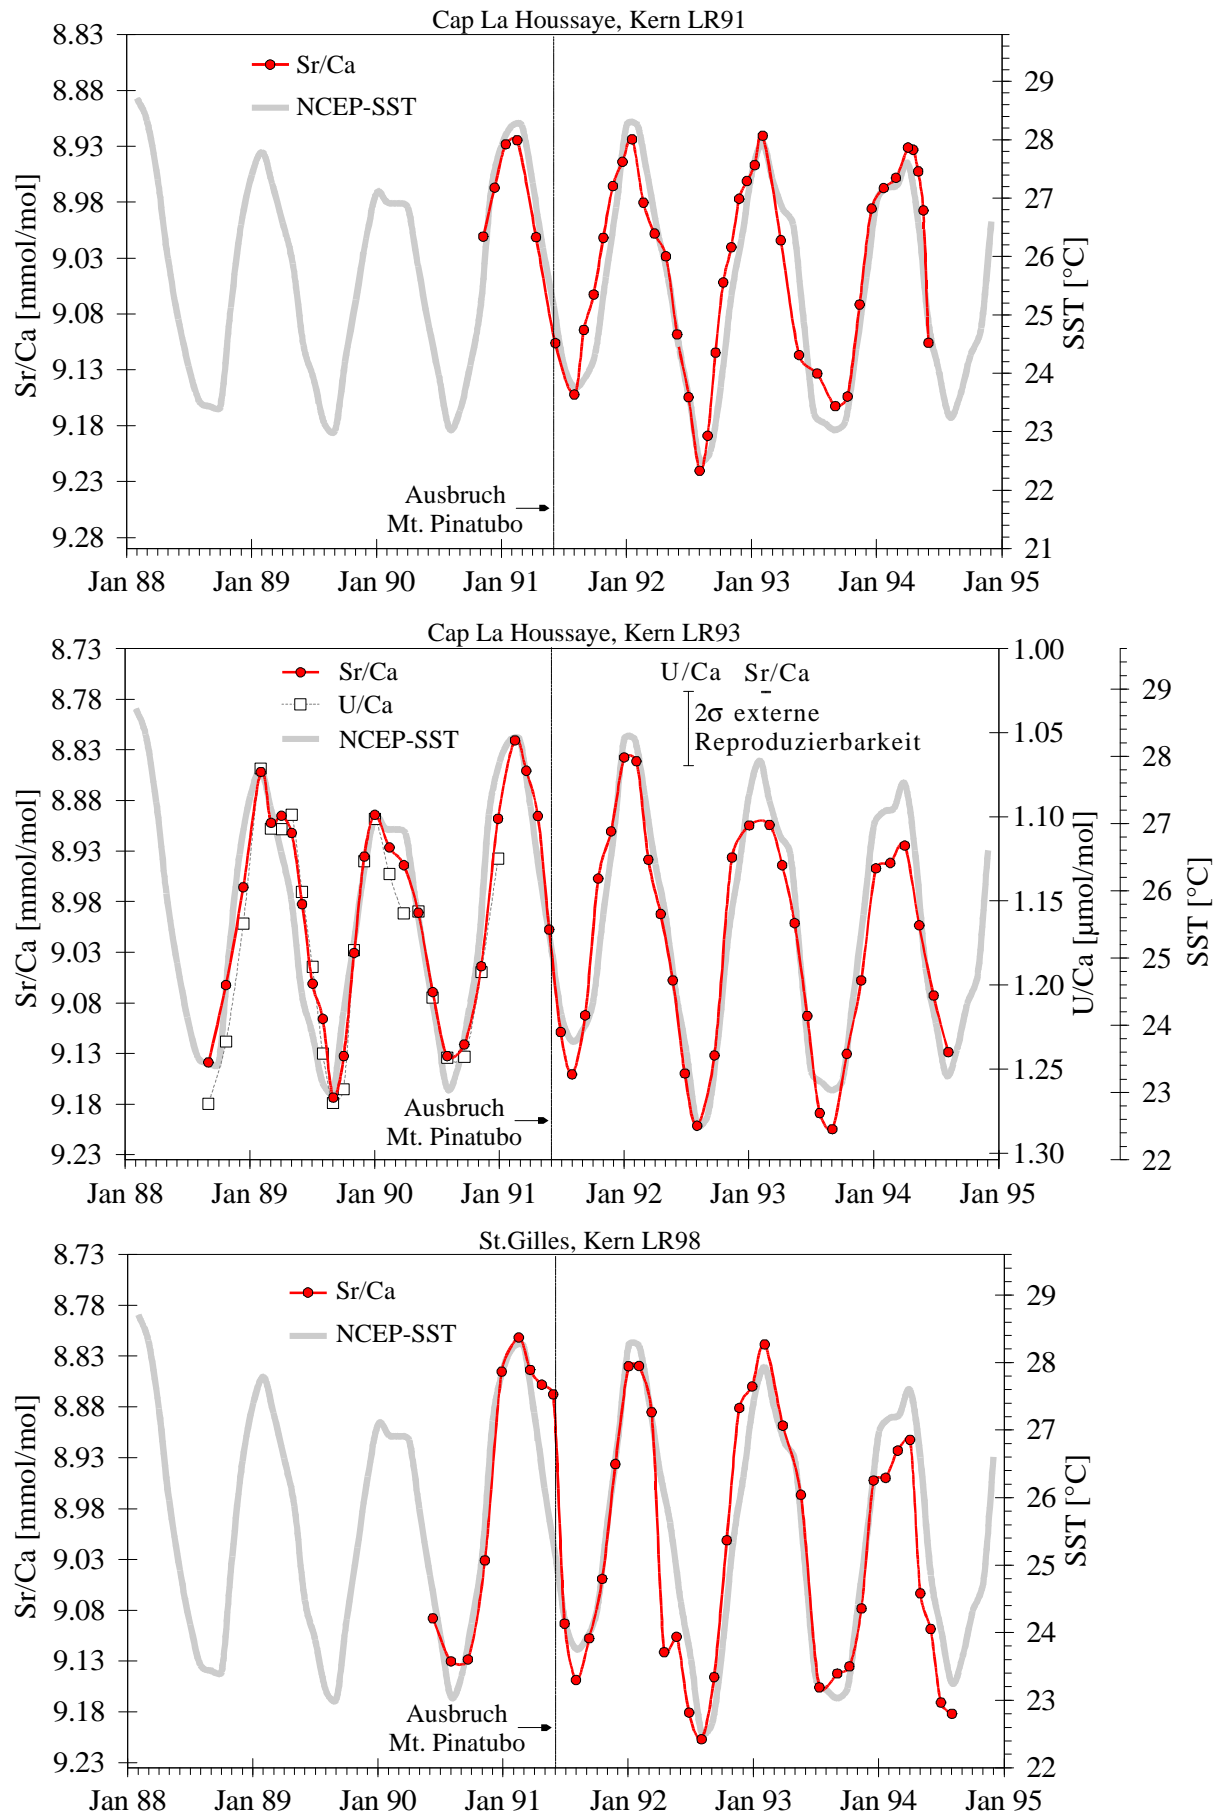 Cap La Houssaye, Kern LR91
Sr/Ca
NCEP-SST
Sr/Ca [mmol/mol]
8.83
8.88
8.93
8.98
9.03
9.08
9.13
9.18
9.23
9.28
29
28
27
26
25
24
23
22
21
SST [°C]
Ausbruch
Mt. Pinatubo
Jan 88 Jan 89 Jan 90 Jan 91 Jan 92 Jan 93 Jan 94 Jan 95
Cap La Houssaye, Kern LR93
Sr/Ca
U/Ca
NCEP-SST
U/Ca Sr/Ca
2σ externe
Reproduzierbarkeit
Sr/Ca [mmol/mol]
8.73
8.78
8.83
8.88
8.93
8.98
9.03
9.08
9.13
9.18
9.23
1.00
1.05
1.10
1.15
1.20
1.25
1.30
U/Ca [µmol/mol]
29
28
27
26
25
24
23
22
SST [°C]
Ausbruch
Mt. Pinatubo
Jan 88 Jan 89 Jan 90 Jan 91 Jan 92 Jan 93 Jan 94 Jan 95
St.Gilles, Kern LR98
Sr/Ca
NCEP-SST
Sr/Ca [mmol/mol]
8.73
8.78
8.83
8.88
8.93
8.98
9.03
9.08
9.13
9.18
9.23
29
28
27
26
25
24
23
22
SST [°C]
Ausbruch
Mt. Pinatubo
Jan 88 Jan 89 Jan 90 Jan 91 Jan 92 Jan 93 Jan 94 Jan 95